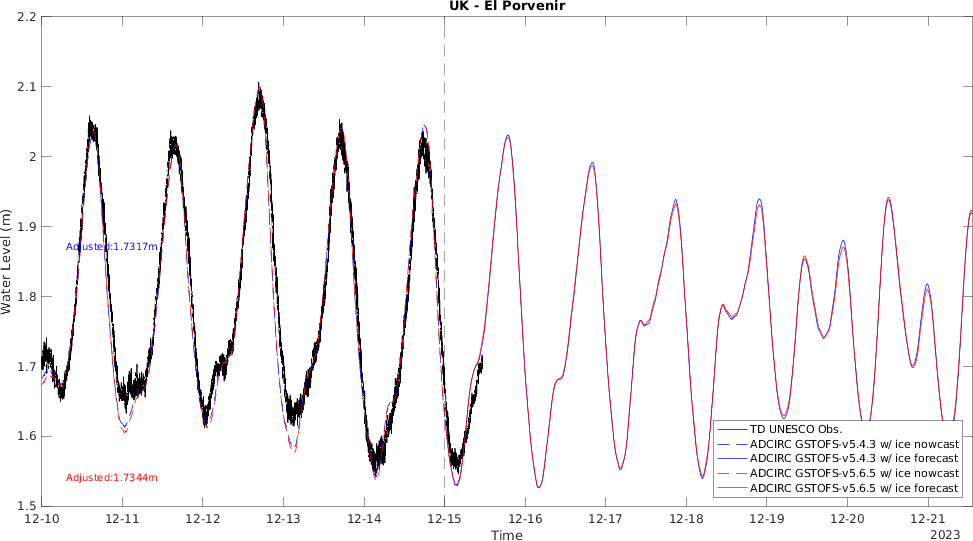 UK - El Porvenir
2.2
2.1
2
1.9
1.8
1.7
1.6
1.5
Water Level (m)
Adjusted:1.7317m
Adjusted:1.7344m
TD UNESCO Obs.
ADCIRC GSTOFS-v5.4.3 w/ ice nowcast
ADCIRC GSTOFS-v5.4.3 w/ ice forecast
ADCIRC GSTOFS-v5.6.5 w/ ice nowcast
ADCIRC GSTOFS-v5.6.5 w/ ice forecast
12-10 12-11 12-12 12-13 12-14 12-15 12-16 12-17 12-18 12-19 12-20 12-21
Time
2023